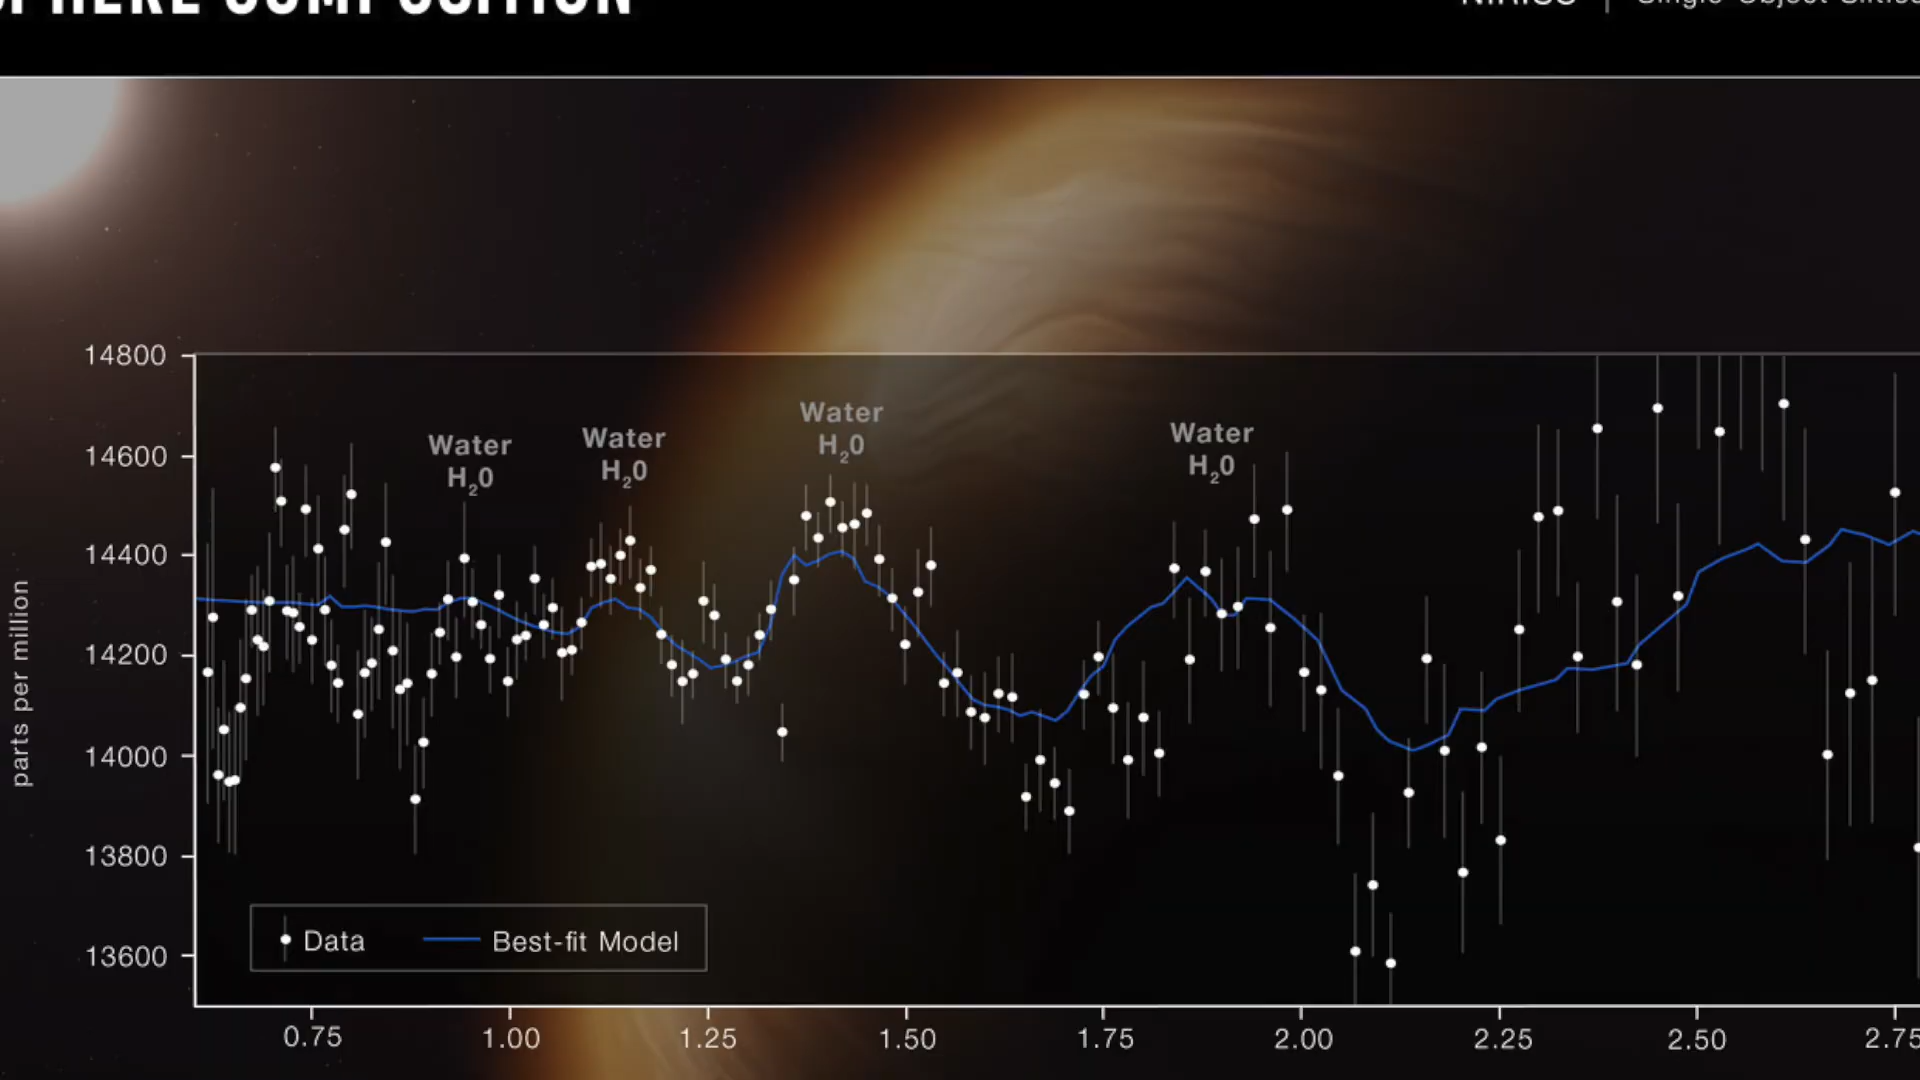 SPHERE COMPOSITION
NIRISS | Single-Object Slitless
14800
14600
14400
14200
14000
13800
13600
parts per million
Water
H₂0
Water
H₂0
Water
H₂0
Water
H₂0
Data
Best-fit Model
0.75
1.00
1.25
1.50
1.75
2.00
2.25
2.50
2.75